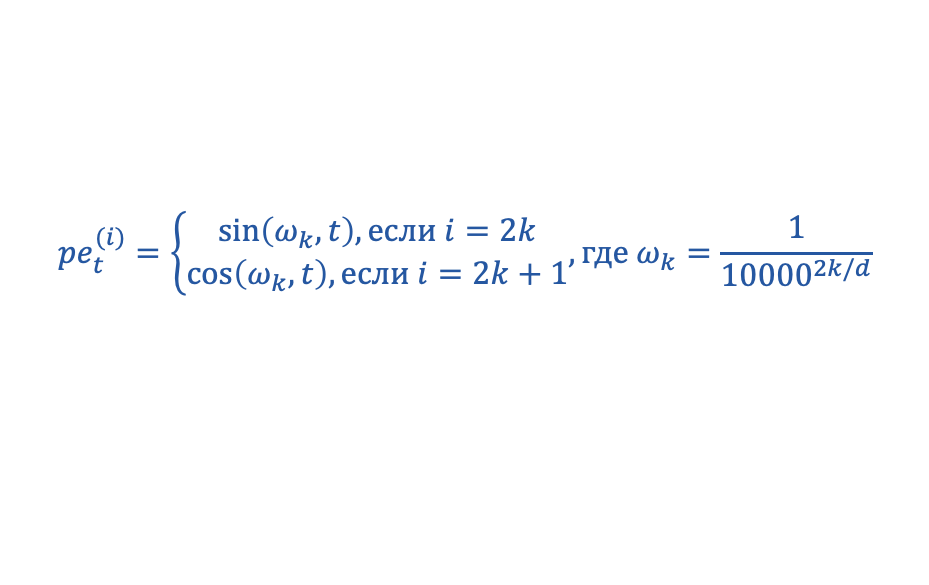 pe_t^{(i)} = { sin(ω_k, t), если i = 2k
cos(ω_k, t), если i = 2k + 1 , где ω_k = 1 / 10000^{2k/d}